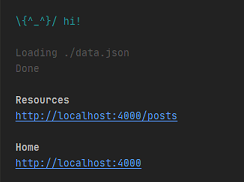 \{^_^}/ hi!
Loading ./data.json
Done
Resources
http://localhost:4000/posts
Home
http://localhost:4000